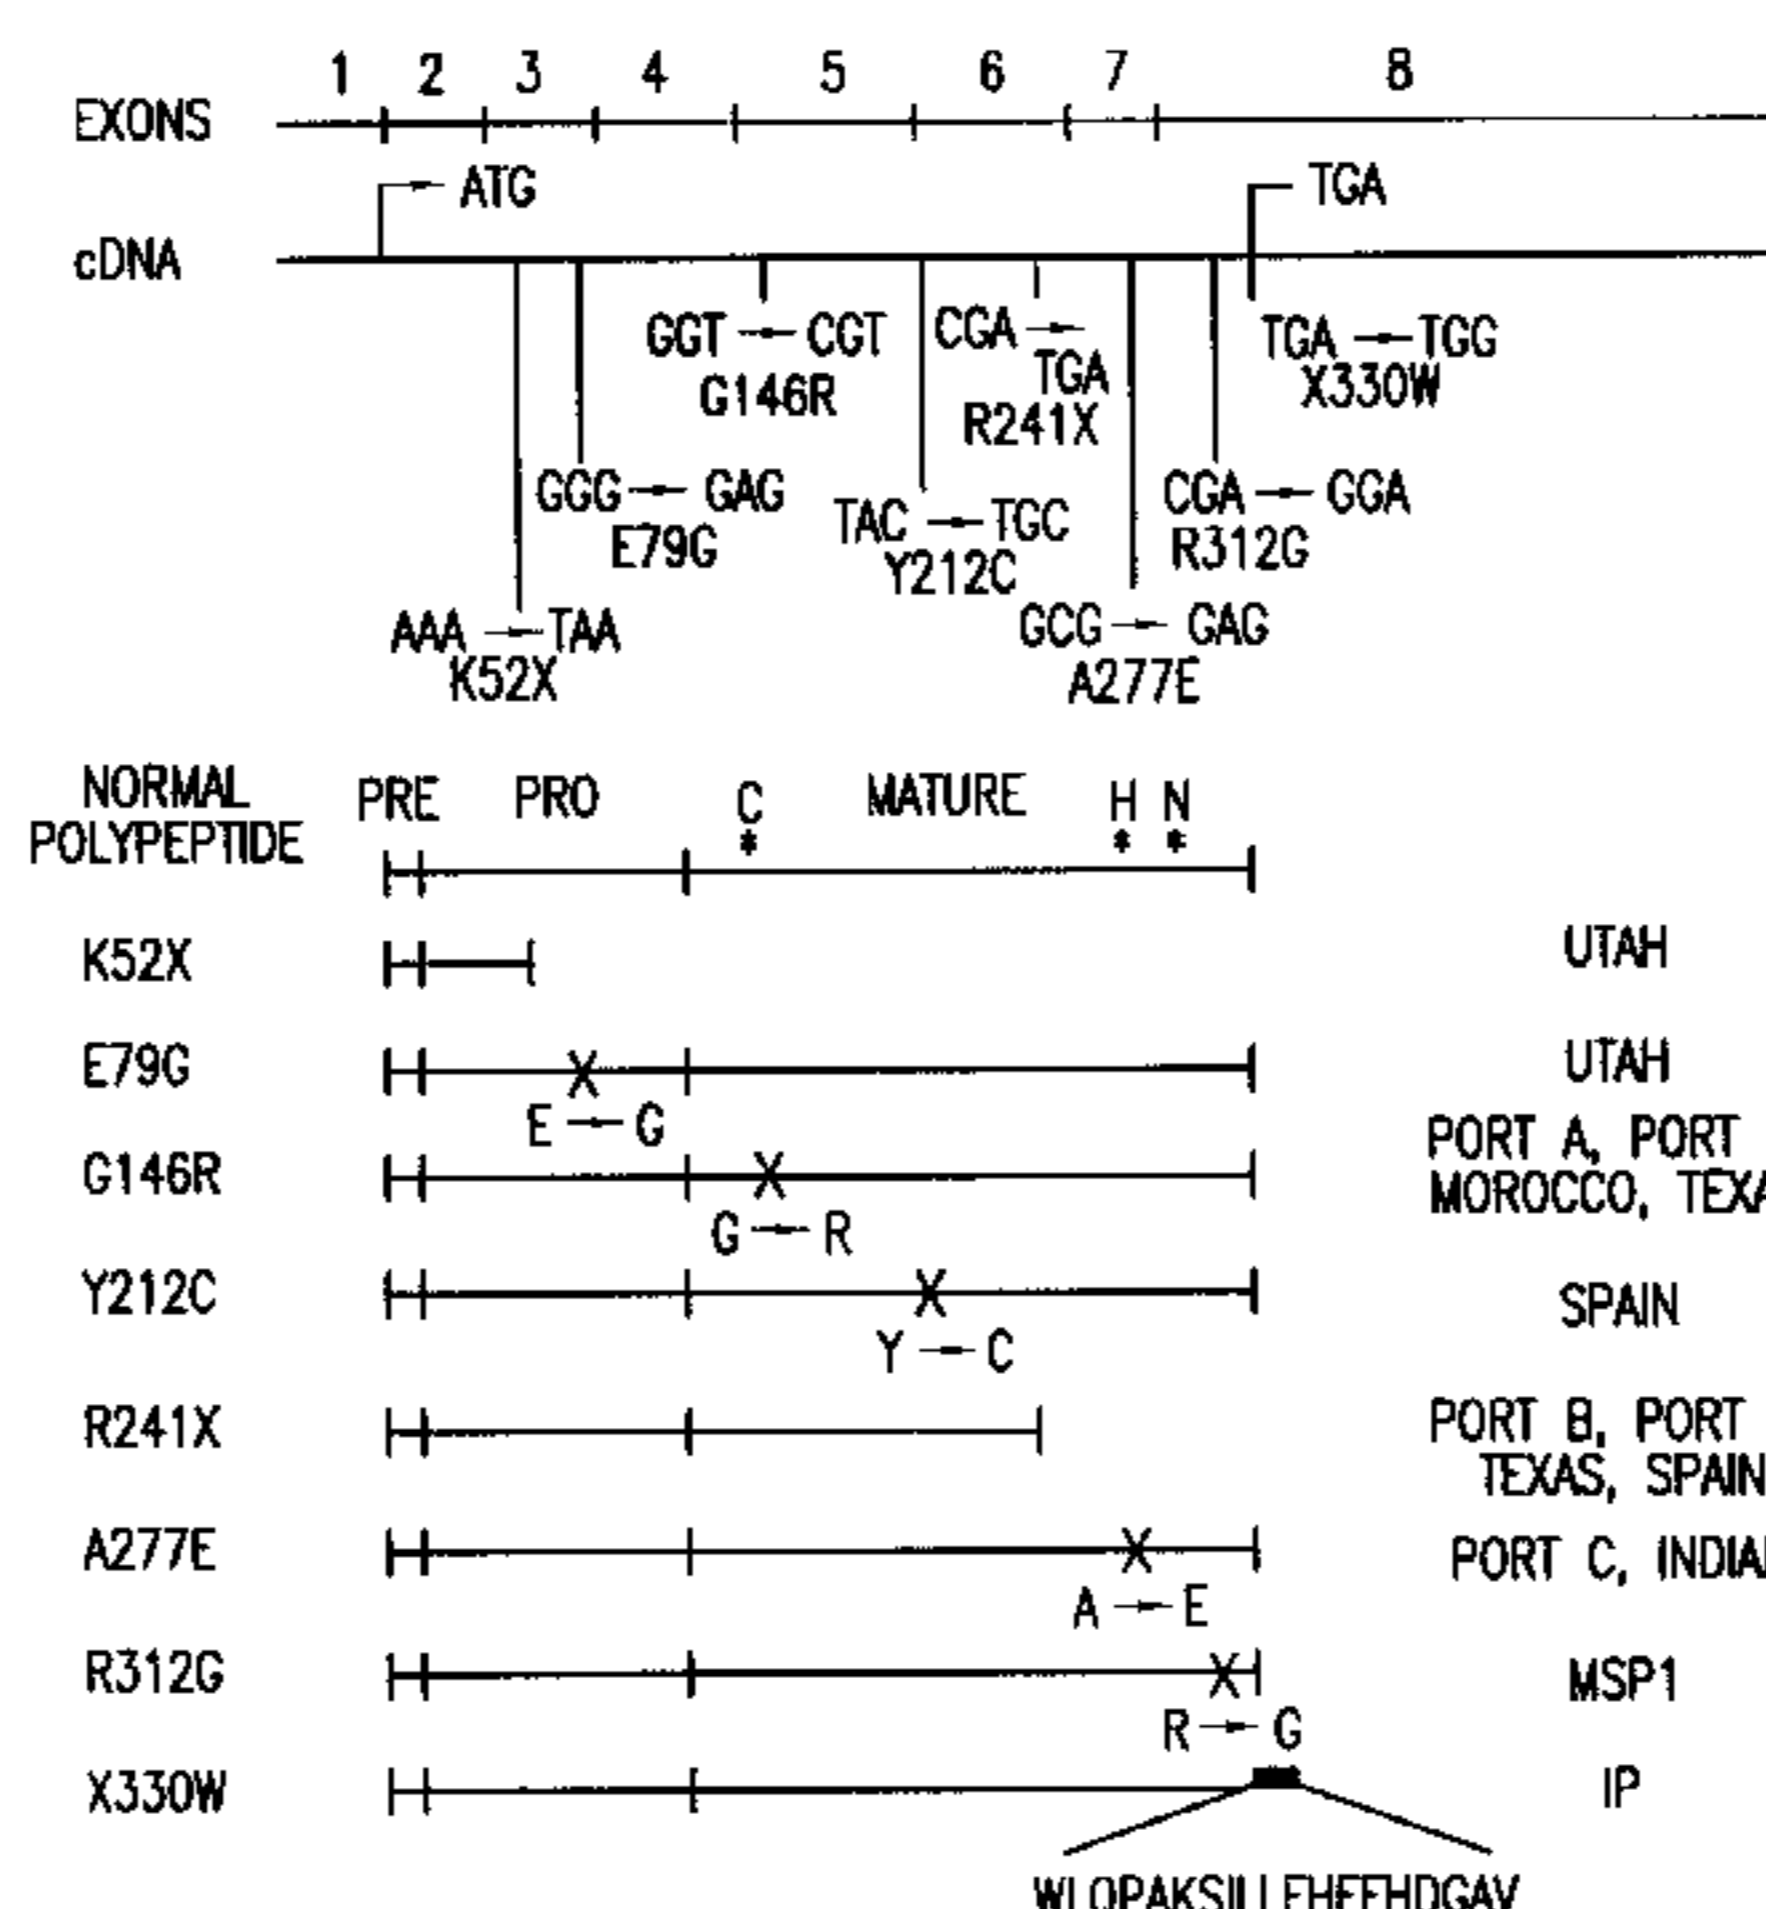 1 2 3 4 5 6 7 8
EXONS
ATG TGA
cDNA
GGT → CGT
G146R
CGA →
TGA
R241X
TGA → TGG
X330W
GGG → GAG
E79G
TAC → TGC
Y212C
CGA → GGA
R312G
AAA → TAA
K52X
GCG → GAG
A277E
NORMAL
POLYPEPTIDE
PRE PRO C MATURE H N
* * *
K52X UTAH
E79G X UTAH
E → G
G146R X PORT A, PORT
MOROCCO, TEXA
G → R
Y212C X SPAIN
Y → C
R241X PORT B, PORT
TEXAS, SPAIN
A277E X PORT C, INDIA
A → E
R312G X MSP1
R → G
X330W IP
WLQPAKSILLEHEEHDGAV